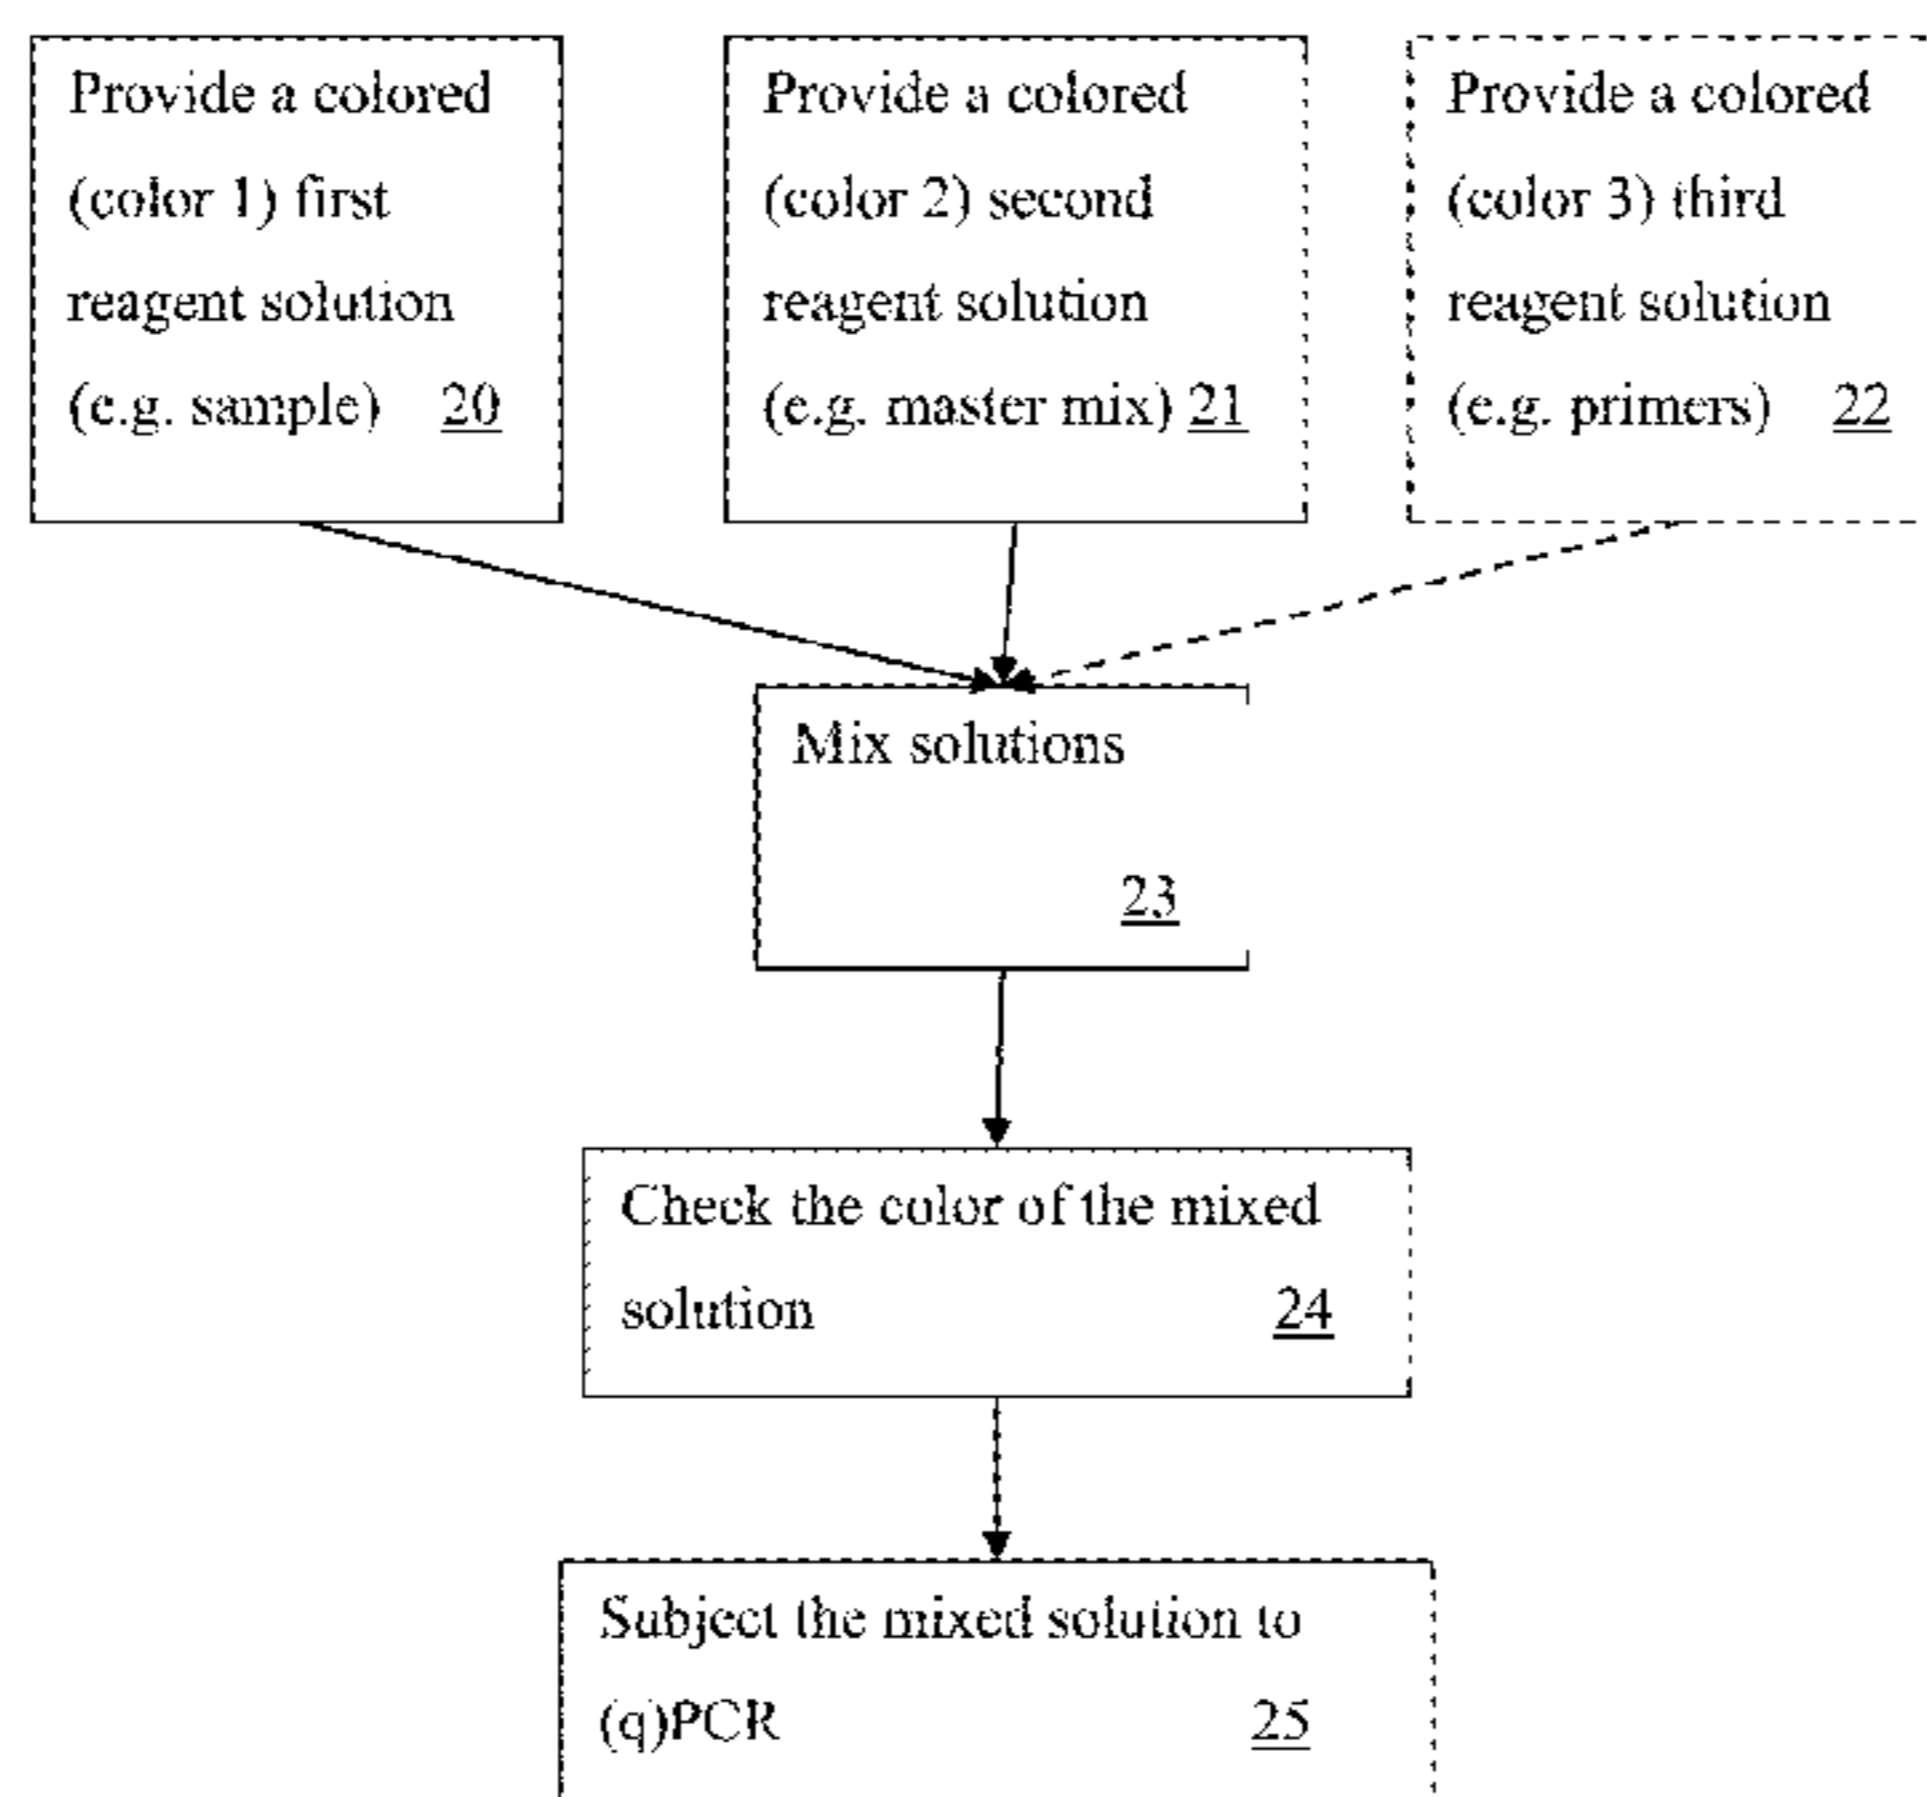 Provide a colored
(color 1) first
reagent solution
(e.g. sample) 20
Provide a colored
(color 2) second
reagent solution
(e.g. master mix) 21
Provide a colored
(color 3) third
reagent solution
(e.g. primers) 22
Mix solutions
23
Check the color of the mixed
solution 24
Subject the mixed solution to
(q)PCR 25